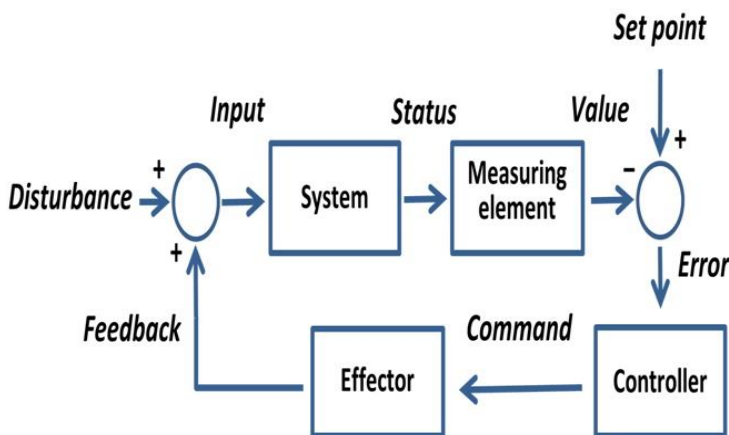 Set point
Input
Status
Value
+
+
−
Disturbance
System
Measuring
element
+
Error
Feedback
Command
Effector
Controller